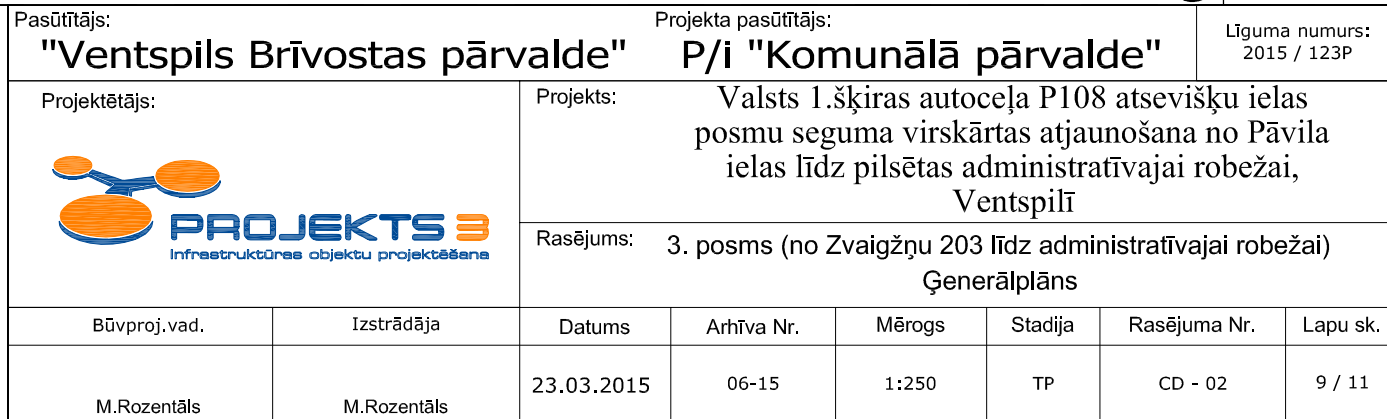 Pasūtītājs:
"Ventspils Brīvostas pārvalde"
Projekta pasūtītājs:
P/i "Komunālā pārvalde"
Līguma numurs:
2015 / 123P
Projektētājs:
PROJEKTS 3
Infrastruktūras objektu projektēšana
Projekts:
Valsts 1.šķiras autoceļa P108 atsevišķu ielas
posmu seguma virskārtas atjaunošana no Pāvila
ielas līdz pilsētas administratīvajai robežai,
Ventspilī
Rasējums:
3. posms (no Zvaigžņu 203 līdz administratīvajai robežai)
Ģenerālplāns
Būvproj.vad.
Izstrādāja
Datums
Arhīva Nr.
Mērogs
Stadija
Rasējuma Nr.
Lapu sk.
M.Rozentāls
M.Rozentāls
23.03.2015
06-15
1:250
TP
CD - 02
9 / 11